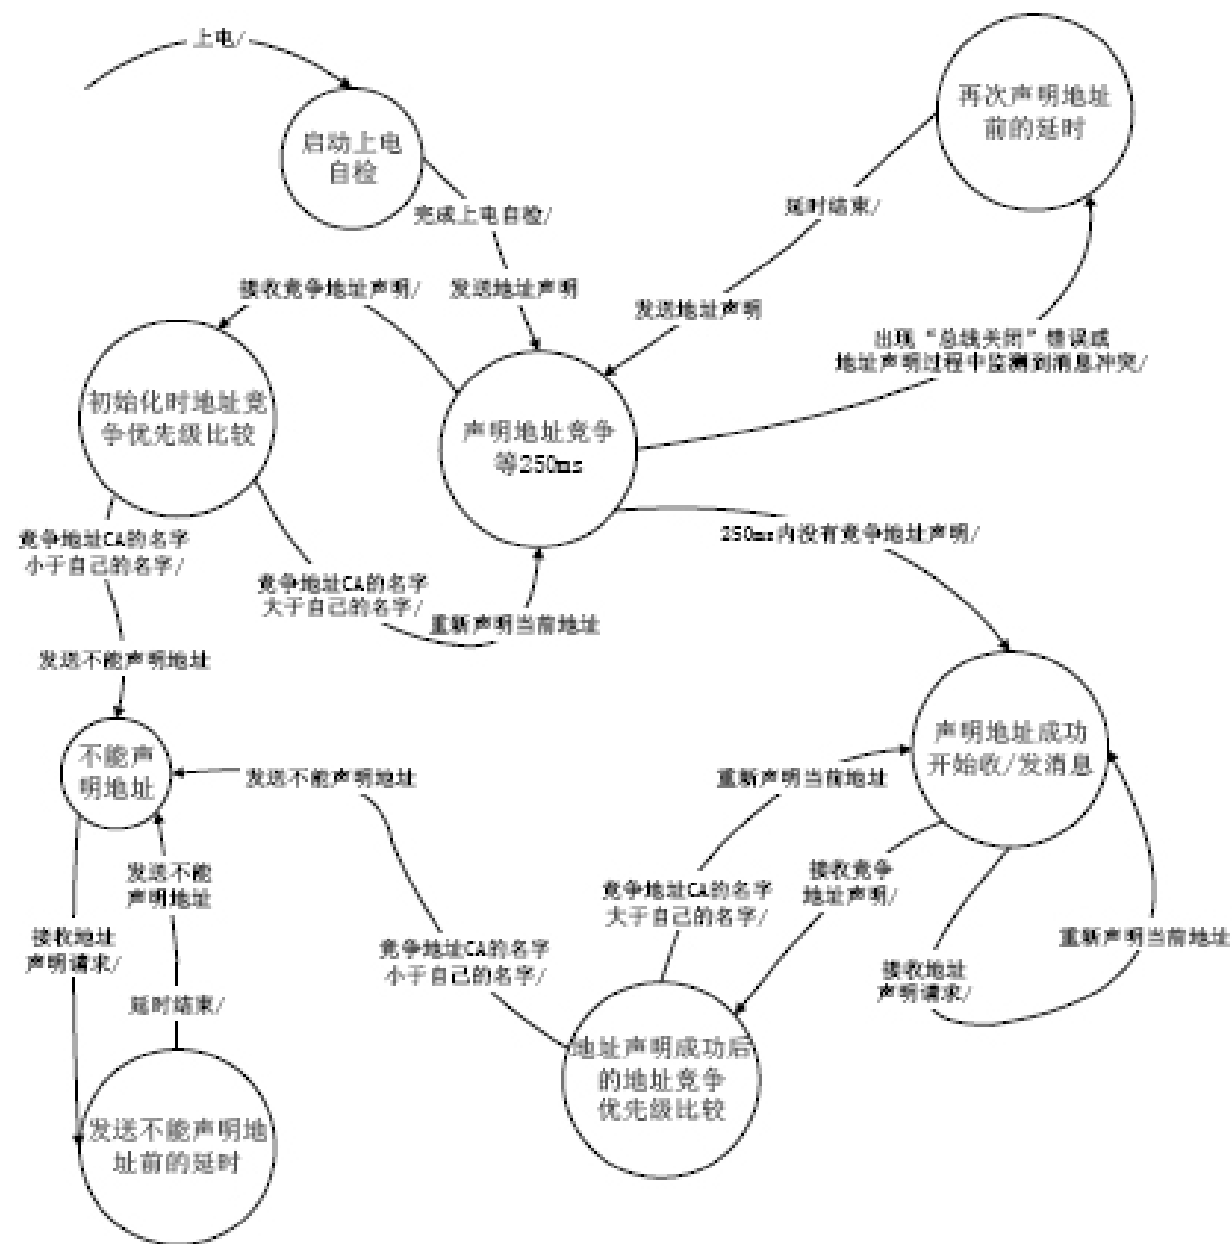 上电/
启动上电
自检
再次声明地址
前的延时
完成上电自检/
延时结束/
接收竞争地址声明/
发送地址声明
发送地址声明
出现“总线关闭”错误或
地址声明过程中监测到消息冲突/
初始化时地址竞
争优先级比较
声明地址竞争
等250ms
竞争地址CA的名字
小于自己的名字/
250ms内没有竞争地址声明/
竞争地址CA的名字
大于自己的名字/
重新声明当前地址
发送不能声明地址
不能声
明地址
发送不能声明地址
重新声明当前地址
声明地址成功
开始收/发消息
发送不能
声明地址
竞争地址CA的名字
大于自己的名字/
接收竞争
地址声明/
接收地址
声明请求/
竞争地址CA的名字
小于自己的名字/
接收地址
声明请求/
重新声明当前地址
延时结束/
地址声明成功后
的地址竞争
优先级比较
发送不能声明地
址前的延时